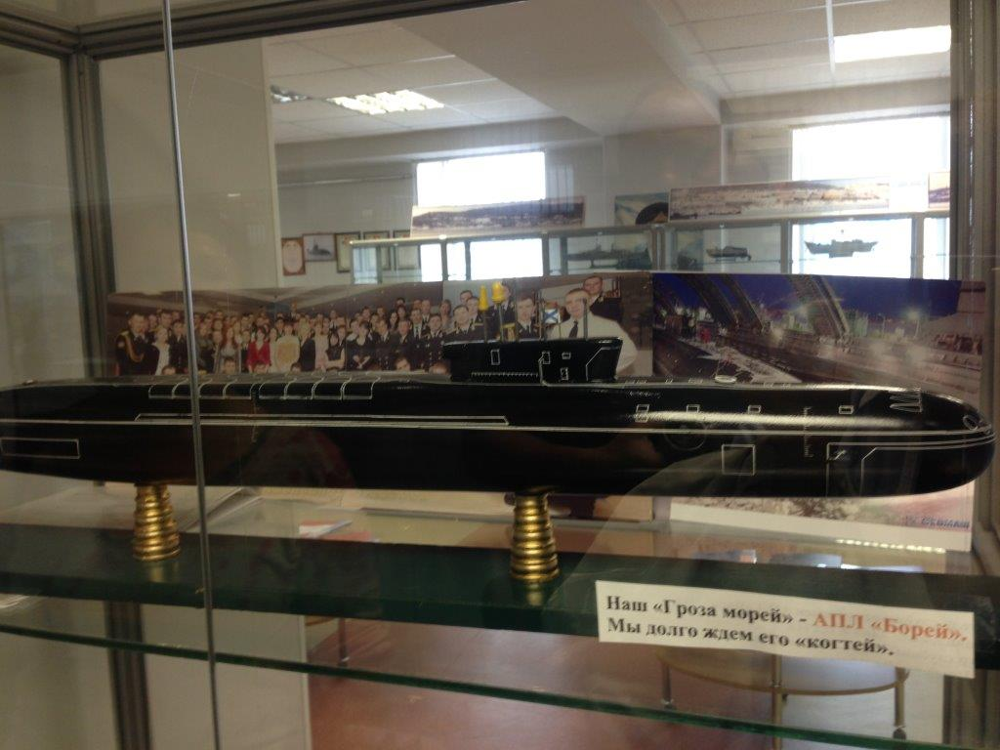 Наш «Гроза морей» - АПЛ «Борей».
Мы долго ждем его «когтей».